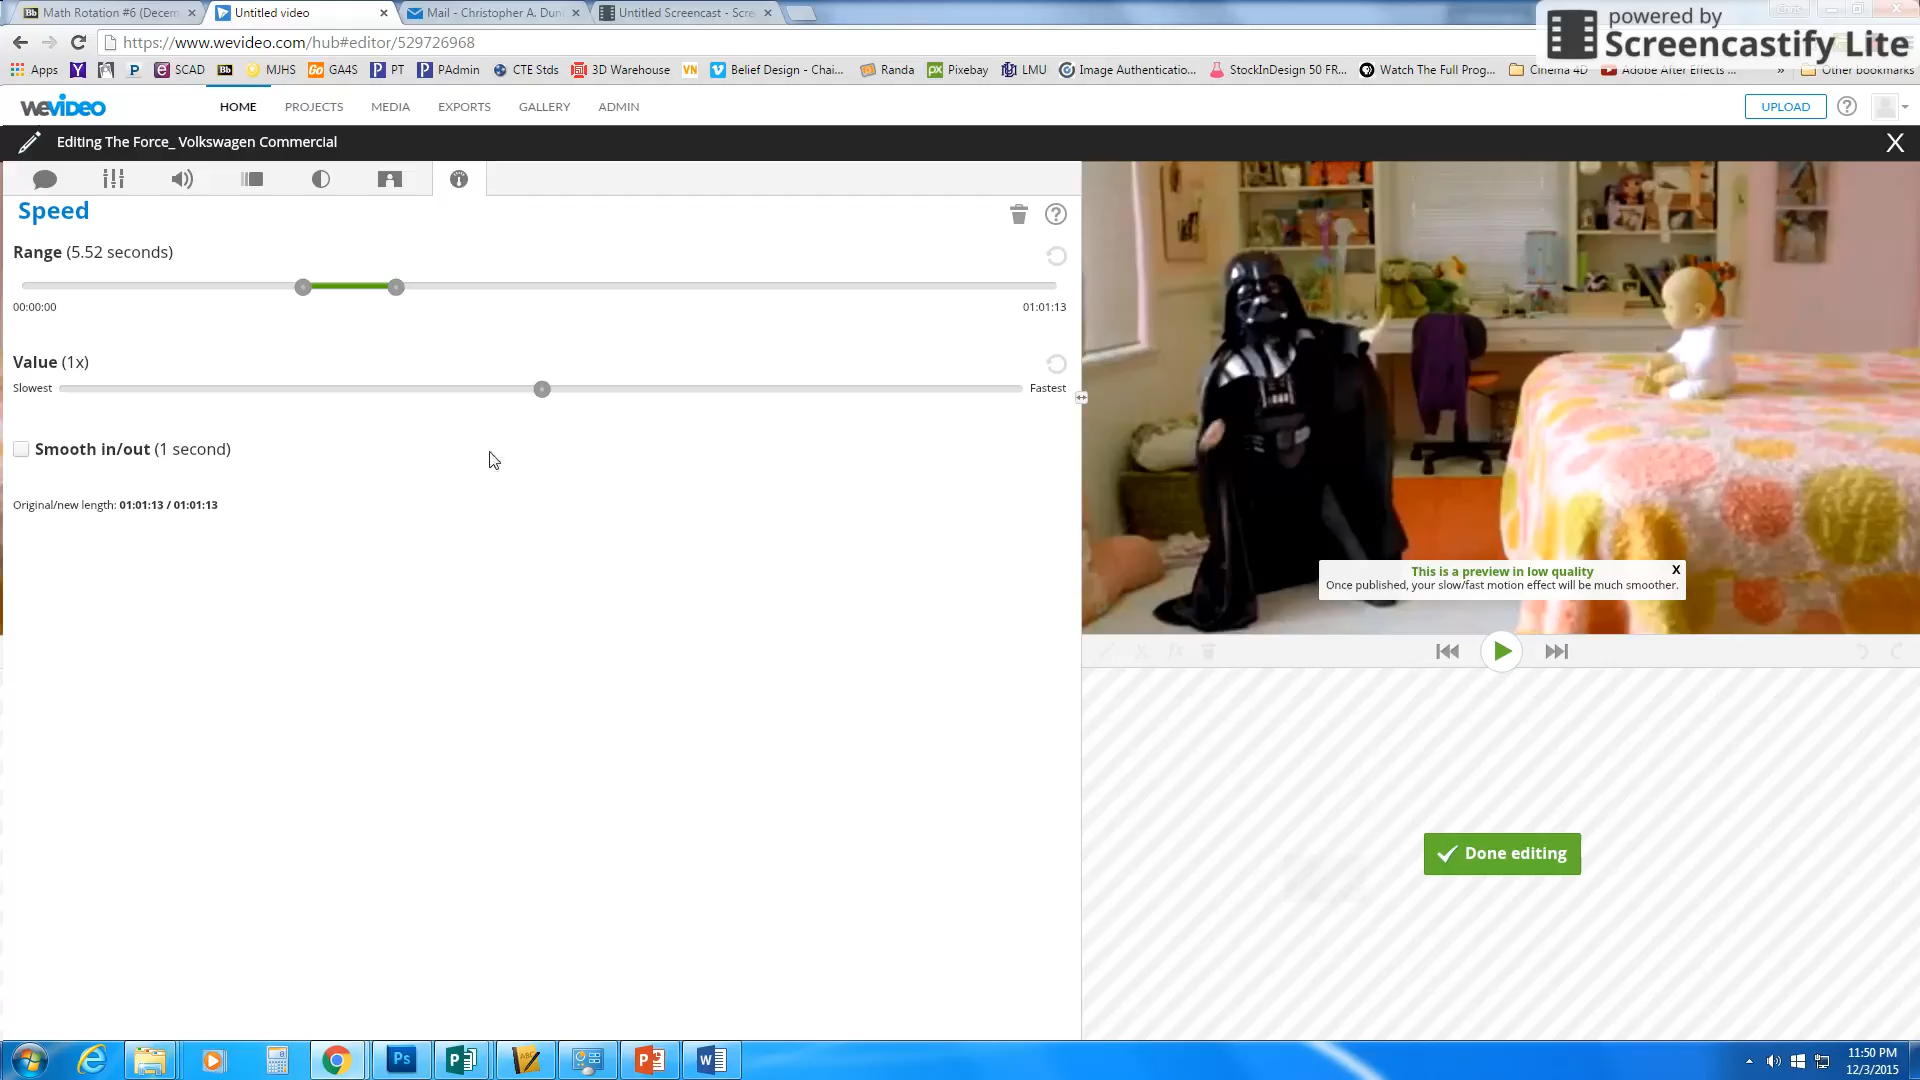 Math Rotation #6 (Decem
Untitled video
Mail - Christopher A. Dun
Untitled Screencast - Scre
powered by
Screencastify Lite
https://www.wevideo.com/hub#editor/529726968
Apps
SCAD
Bb
MJHS
Go GA4S
PT
PAdmin
CTE Stds
3D Warehouse
VN
Belief Design - Chai...
Randa
px Pixebay
LMU
Image Authenticatio...
StockInDesign 50 FR...
Watch The Full Prog...
Cinema 4D
Adobe After Effects ...
»
Other bookmarks
wevideo
HOME
PROJECTS
MEDIA
EXPORTS
GALLERY
ADMIN
UPLOAD
Editing The Force_ Volkswagen Commercial
X
Speed
Range (5.52 seconds)
00:00:00
01:01:13
Value (1x)
Slowest
Fastest
Smooth in/out (1 second)
Original/new length: 01:01:13 / 01:01:13
This is a preview in low quality
X
Once published, your slow/fast motion effect will be much smoother.
Done editing
Ps
11:50 PM
12/3/2015